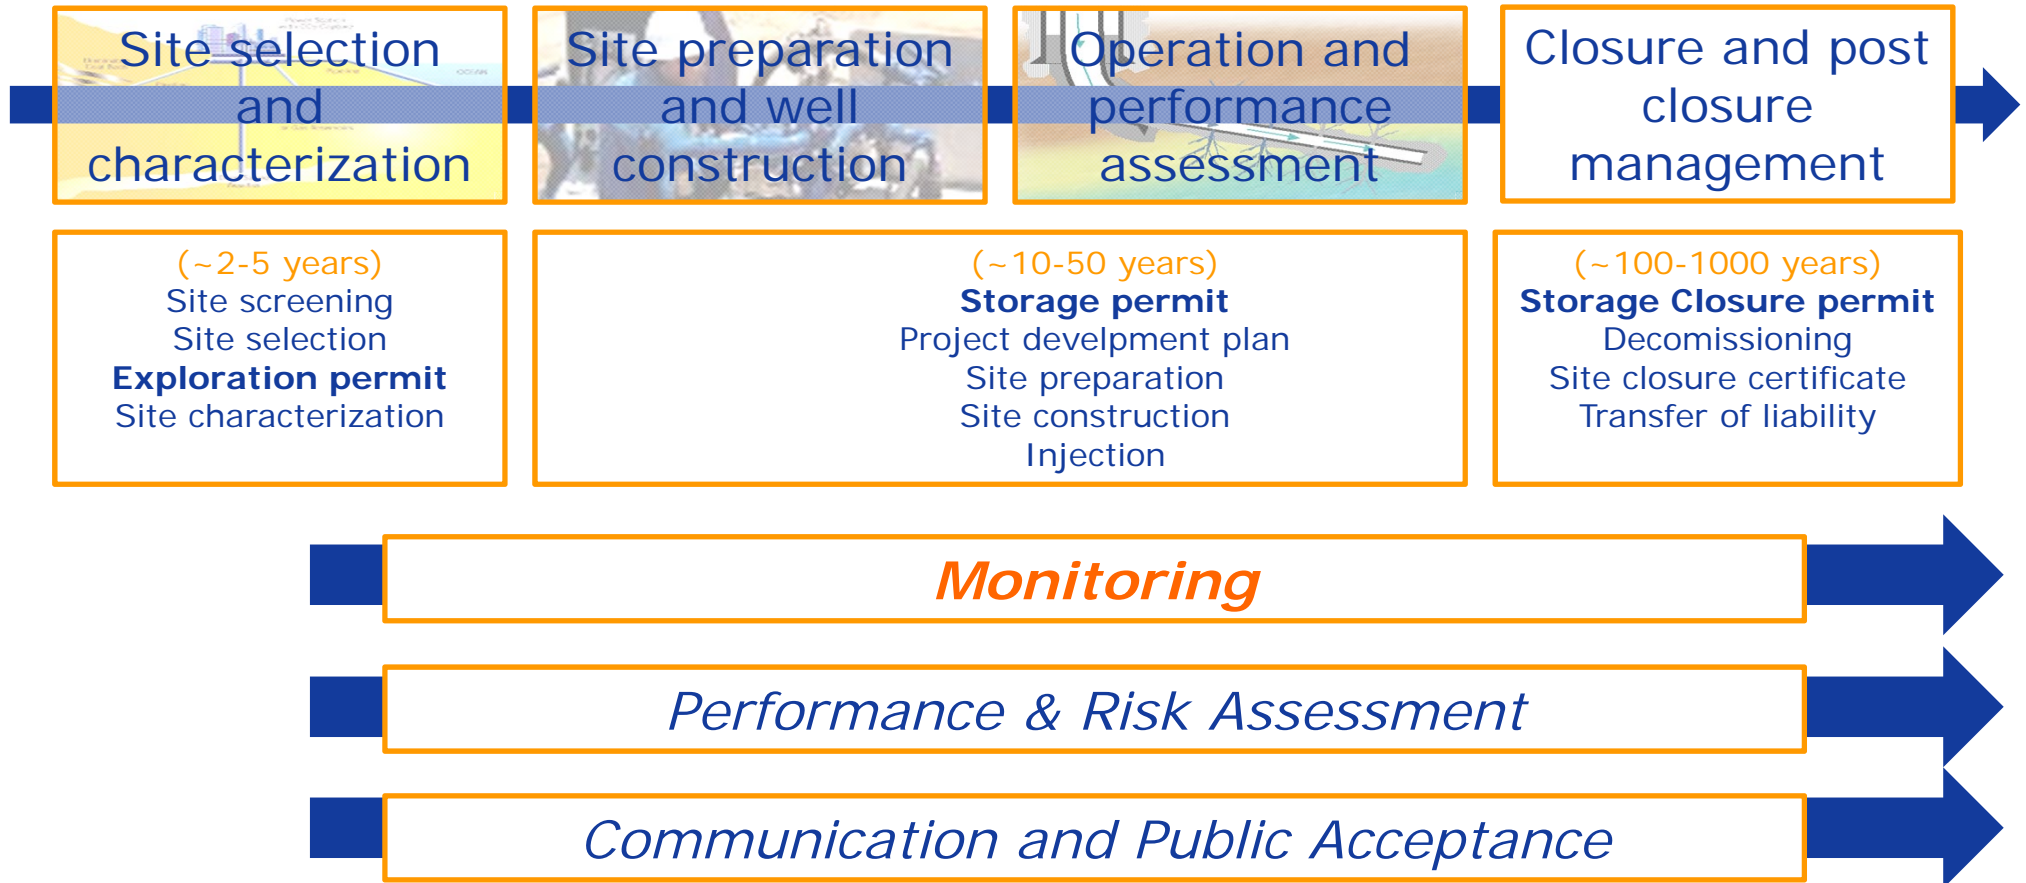 Site selection
and
characterization
Site preparation
and well
construction
Operation and
performance
assessment
Closure and post
closure
management
(~2-5 years)
Site screening
Site selection
Exploration permit
Site characterization
(~10-50 years)
Storage permit
Project develpment plan
Site preparation
Site construction
Injection
(~100-1000 years)
Storage Closure permit
Decomissioning
Site closure certificate
Transfer of liability
Monitoring
Performance & Risk Assessment
Communication and Public Acceptance